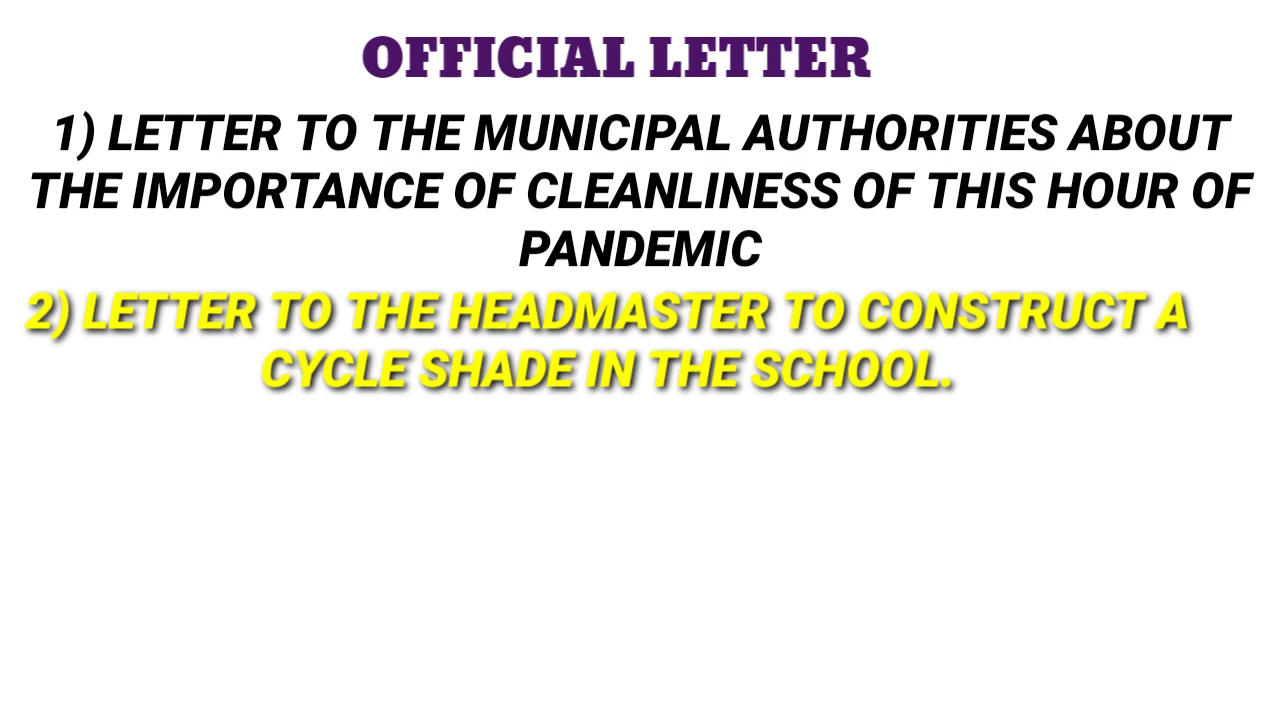 OFFICIAL LETTER
1) LETTER TO THE MUNICIPAL AUTHORITIES ABOUT
THE IMPORTANCE OF CLEANLINESS OF THIS HOUR OF
PANDEMIC
2) LETTER TO THE HEADMASTER TO CONSTRUCT A
CYCLE SHADE IN THE SCHOOL.